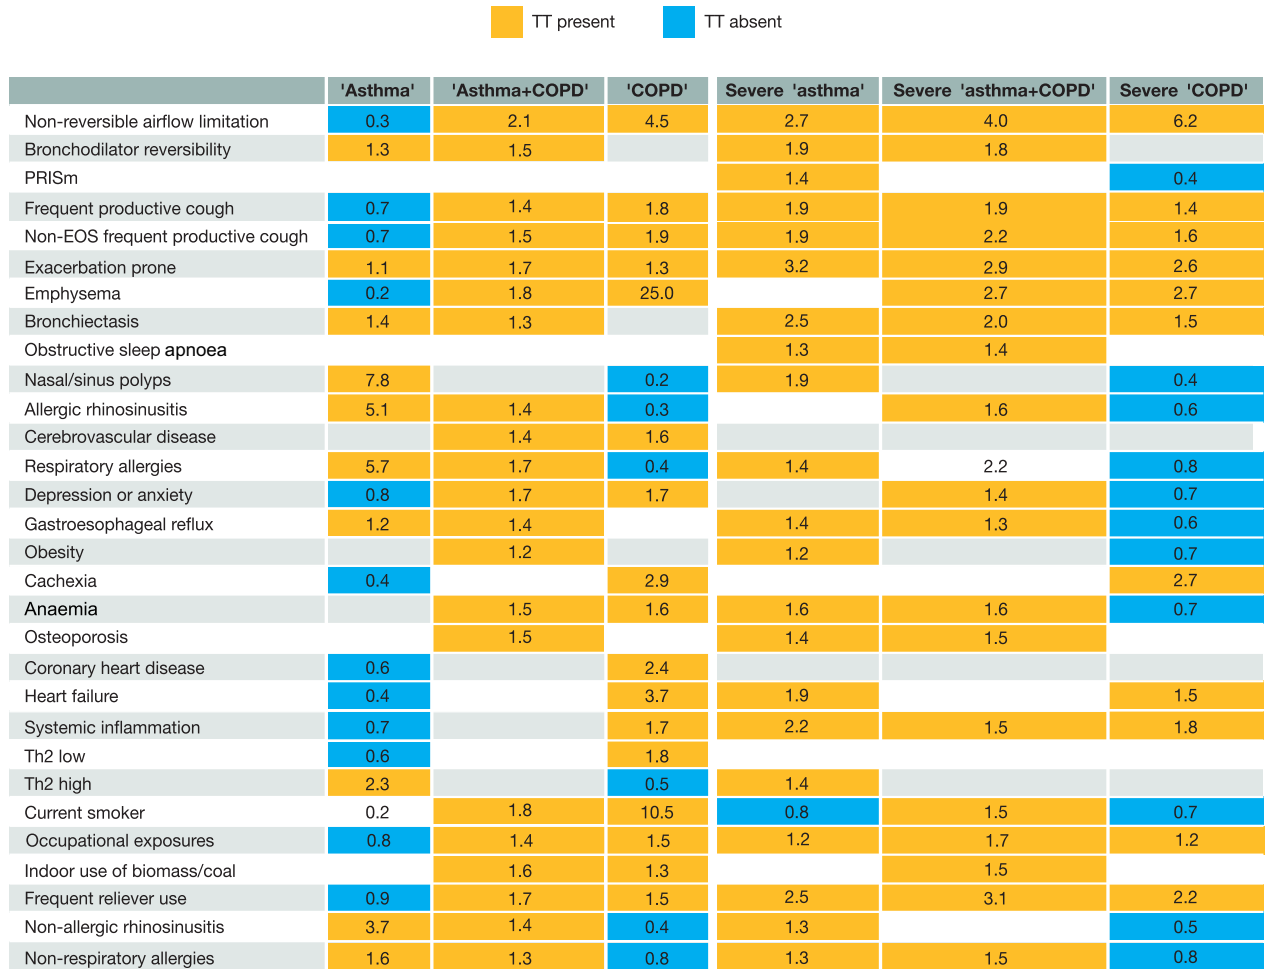 TT present TT absent
'Asthma' 'Asthma+COPD' 'COPD' Severe 'asthma' Severe 'asthma+COPD' Severe 'COPD'
Non-reversible airflow limitation 0.3 2.1 4.5 2.7 4.0 6.2
Bronchodilator reversibility 1.3 1.5 1.9 1.8
PRISm 1.4 0.4
Frequent productive cough 0.7 1.4 1.8 1.9 1.9 1.4
Non-EOS frequent productive cough 0.7 1.5 1.9 1.9 2.2 1.6
Exacerbation prone 1.1 1.7 1.3 3.2 2.9 2.6
Emphysema 0.2 1.8 25.0 2.7 2.7
Bronchiectasis 1.4 1.3 2.5 2.0 1.5
Obstructive sleep apnoea 1.3 1.4
Nasal/sinus polyps 7.8 0.2 1.9 0.4
Allergic rhinosinusitis 5.1 1.4 0.3 1.6 0.6
Cerebrovascular disease 1.4 1.6
Respiratory allergies 5.7 1.7 0.4 1.4 2.2 0.8
Depression or anxiety 0.8 1.7 1.7 1.4 0.7
Gastroesophageal reflux 1.2 1.4 1.4 1.3 0.6
Obesity 1.2 1.2 0.7
Cachexia 0.4 2.9 2.7
Anaemia 1.5 1.6 1.6 1.6 0.7
Osteoporosis 1.5 1.4 1.5
Coronary heart disease 0.6 2.4
Heart failure 0.4 3.7 1.9 1.5
Systemic inflammation 0.7 1.7 2.2 1.5 1.8
Th2 low 0.6 1.8
Th2 high 2.3 0.5 1.4
Current smoker 0.2 1.8 10.5 0.8 1.5 0.7
Occupational exposures 0.8 1.4 1.5 1.2 1.7 1.2
Indoor use of biomass/coal 1.6 1.3 1.5
Frequent reliever use 0.9 1.7 1.5 2.5 3.1 2.2
Non-allergic rhinosinusitis 3.7 1.4 0.4 1.3 0.5
Non-respiratory allergies 1.6 1.3 0.8 1.3 1.5 0.8